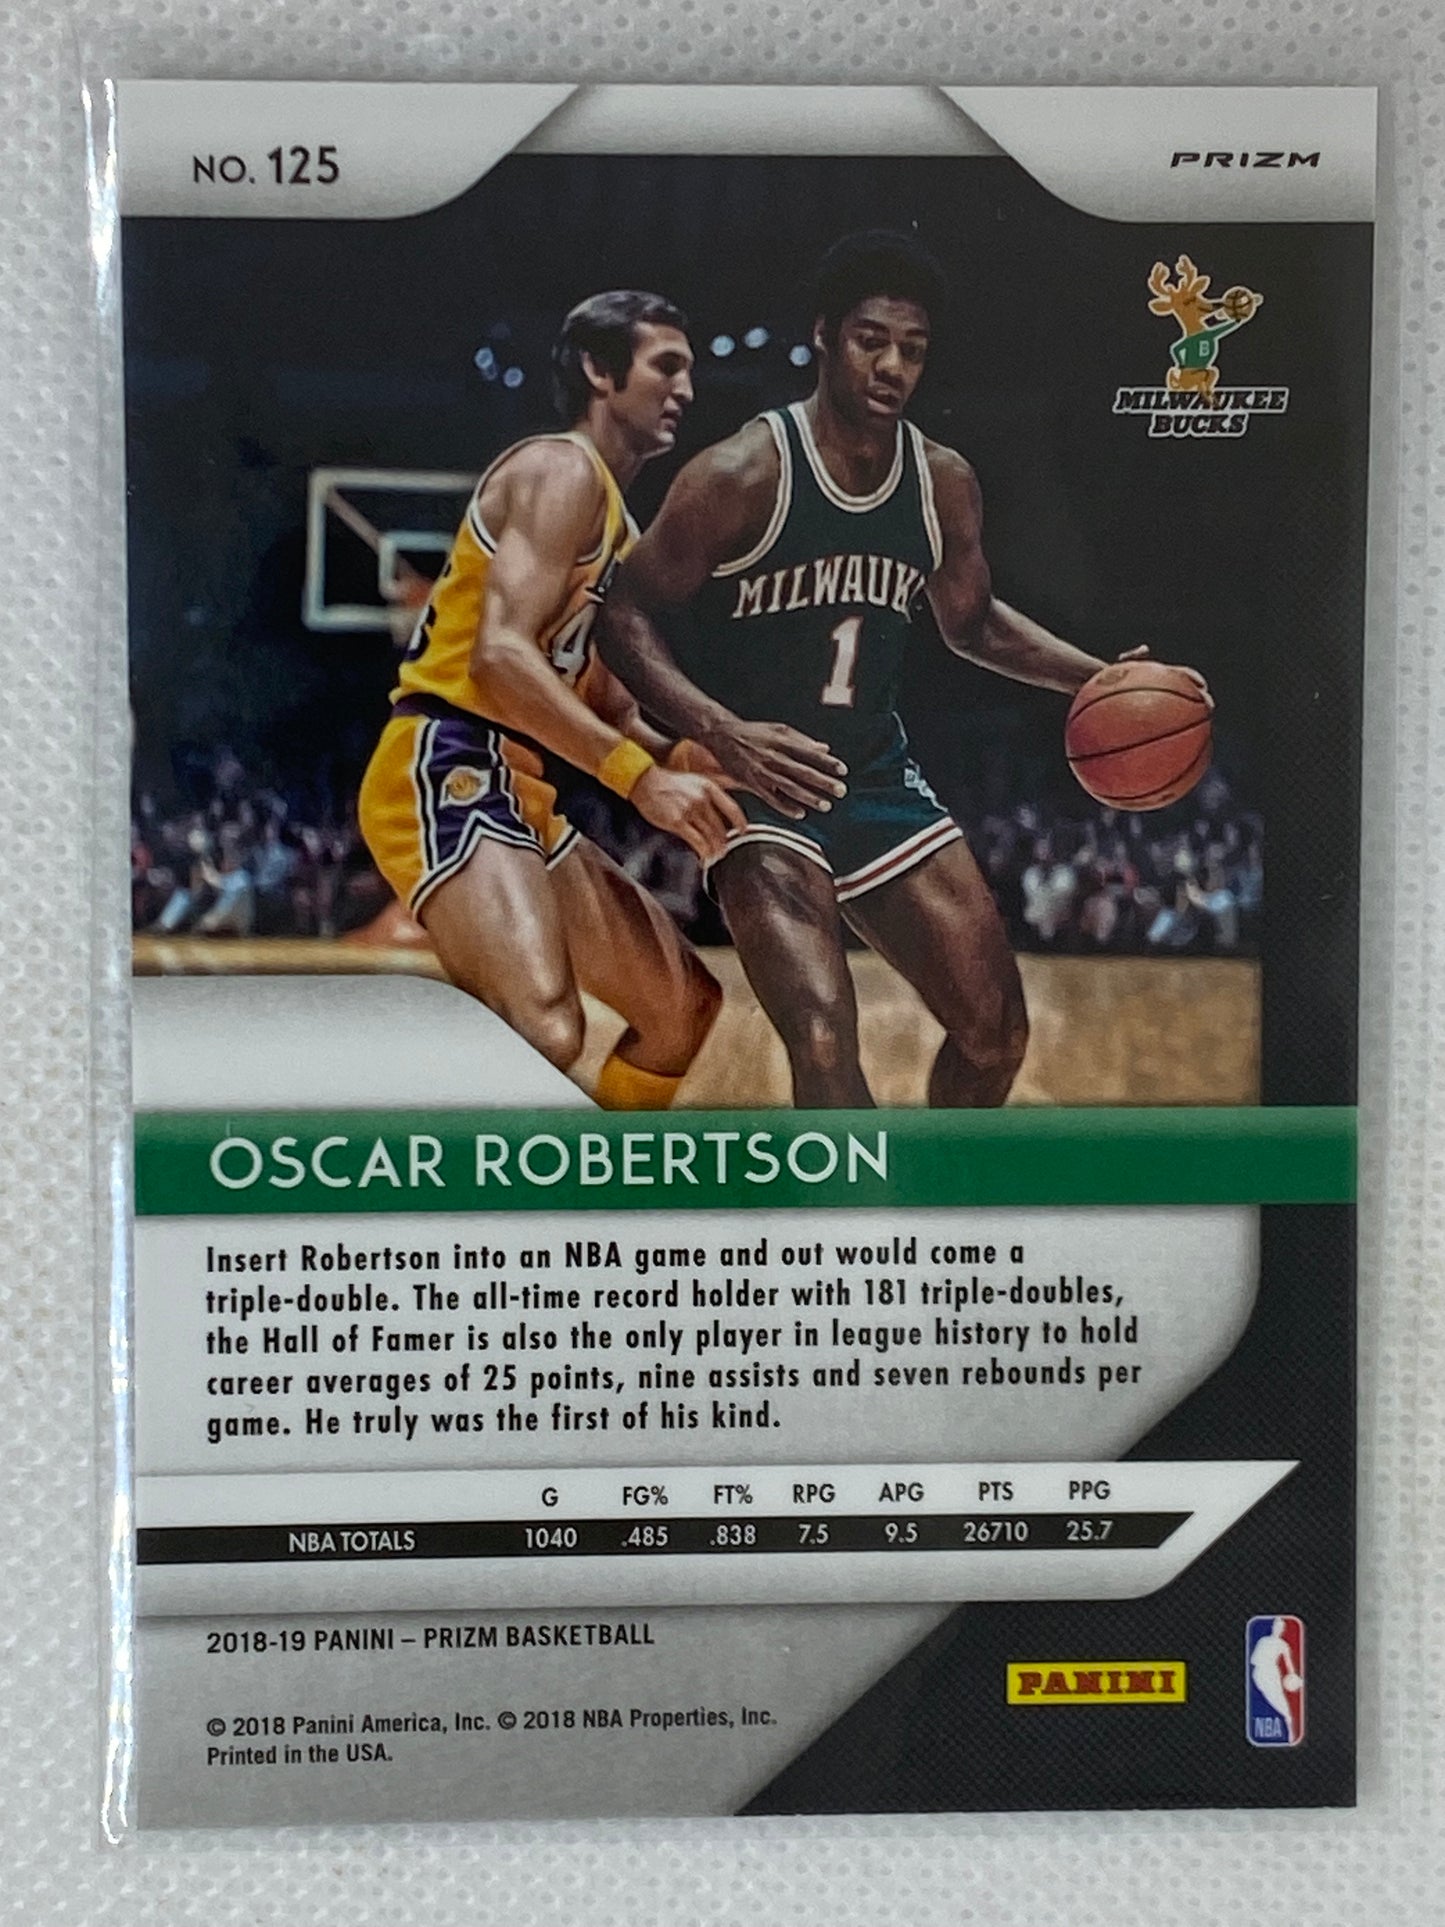 NO. 125
PRIZM
B
MILWAUKEE
BUCKS
MILWAUK
1
4
OSCAR ROBERTSON
Insert Robertson into an NBA game and out would come a
triple-double. The all-time record holder with 181 triple-doubles,
the Hall of Famer is also the only player in league history to hold
career averages of 25 points, nine assists and seven rebounds per
game. He truly was the first of his kind.
G FG% FT% RPG APG PTS PPG
NBA TOTALS 1040 .485 .838 7.5 9.5 26710 25.7
2018-19 PANINI – PRIZM BASKETBALL
PANINI
NBA
© 2018 Panini America, Inc. © 2018 NBA Properties, Inc.
Printed in the USA.